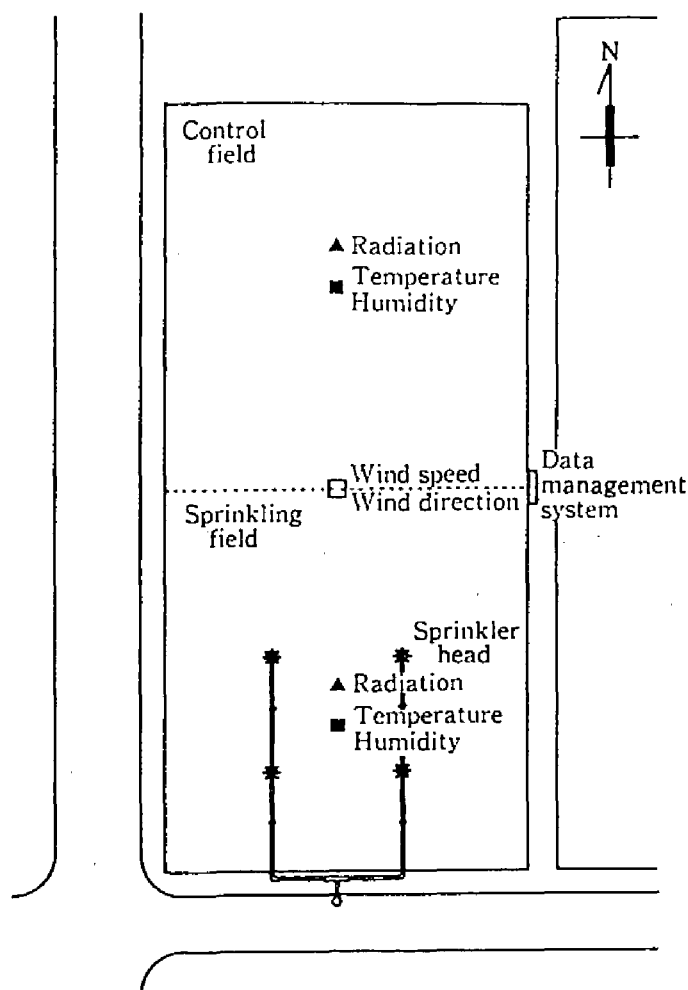 N
Control
field
Radiation
Temperature
Humidity
Wind speed
Wind direction
Data
management
system
Sprinkling
field
Sprinkler
head
Radiation
Temperature
Humidity